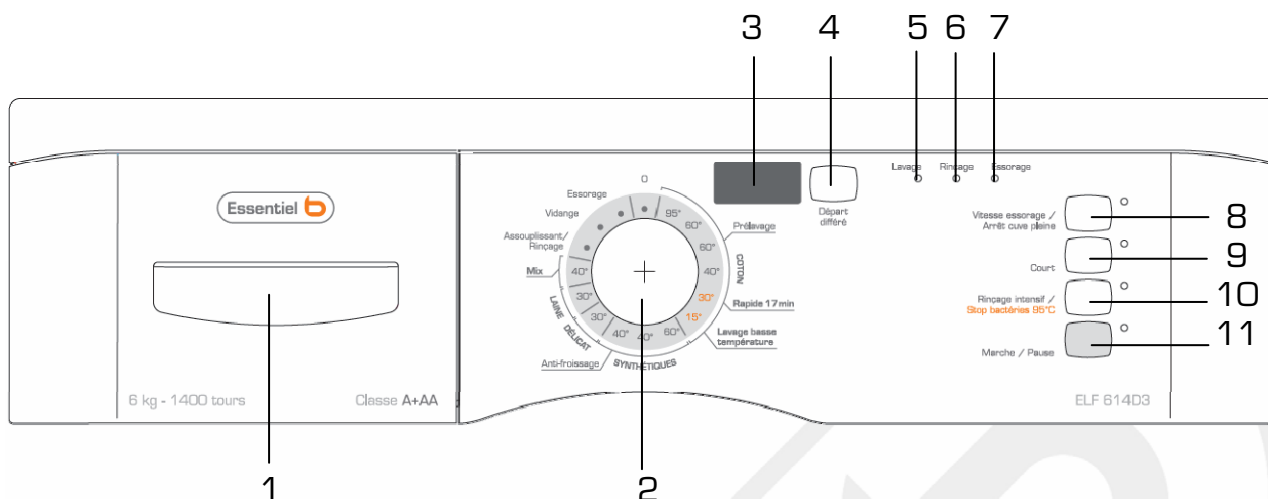 3 4 5 6 7
Lavage Rinçage Essorage
0
Essorage
Vidange
Assouplissant/
Rinçage
Mix
40°
30°
LAINE
30°
DÉLICAT
40°
Anti-froissage
40°
SYNTHÉTIQUES
60°
15°
Lavage basse
température
30°
Rapide 17min
40°
COTON
60°
60°
Prélavage
95°
Départ
différé
Essentiel b
Vitesse essorage /
Arrêt cuve pleine
8
Court
9
Rinçage intensif /
Stop bactéries 95°C
10
Marche / Pause
11
6 kg - 1400 tours
Classe A+AA
ELF 614D3
1 2